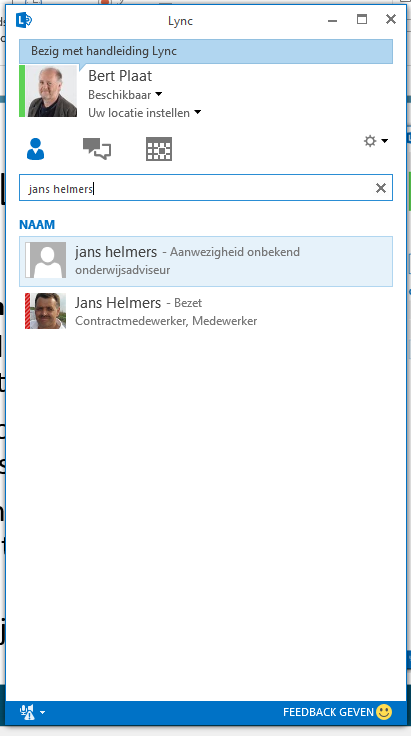 Lync
Bezig met handleiding Lync
Bert Plaat
Beschikbaar
Uw locatie instellen
jans helmers
NAAM
jans helmers - Aanwezigheid onbekend
onderwijsadviseur
Jans Helmers - Bezet
Contractmedewerker, Medewerker
FEEDBACK GEVEN